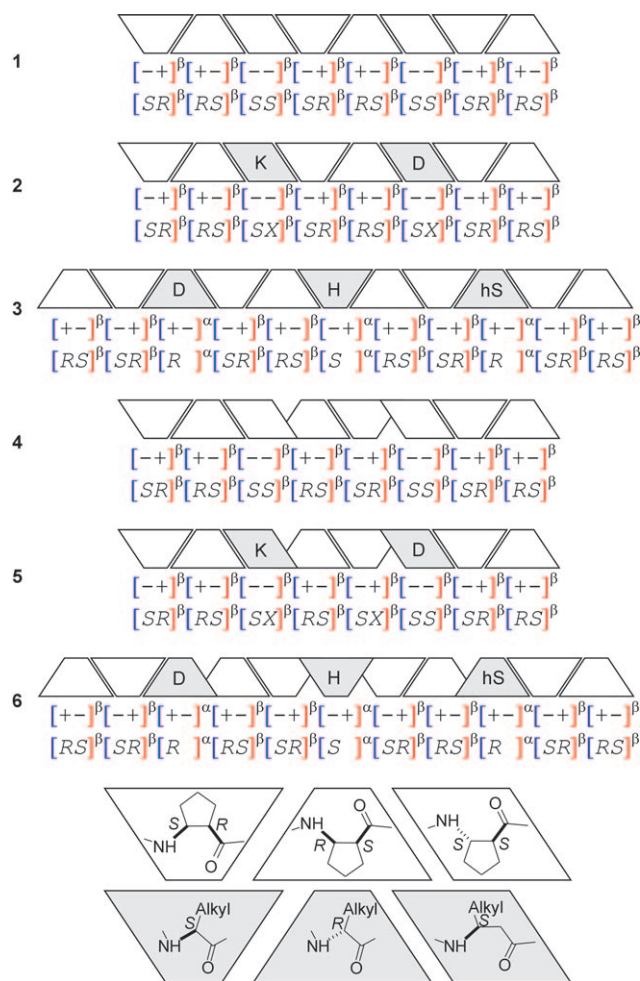 1
[−+]β[+−]β[−−]β[−+]β[+−]β[−−]β[−+]β[+−]β
[SR]β[RS]β[SS]β[SR]β[RS]β[SS]β[SR]β[RS]β
K D
2
[−+]β[+−]β[−−]β[−+]β[+−]β[−−]β[−+]β[+−]β
[SR]β[RS]β[SX]β[SR]β[RS]β[SX]β[SR]β[RS]β
D H hS
3
[+−]β[−+]β[+−]α[−+]β[+−]β[−+]α[+−]β[−+]β[+−]α[−+]β[+−]β
[RS]β[SR]β[R ]α[SR]β[RS]β[S ]α[RS]β[SR]β[R ]α[SR]β[RS]β
4
[−+]β[+−]β[−−]β[+−]β[−+]β[−−]β[−+]β[+−]β
[SR]β[RS]β[SS]β[RS]β[SR]β[SS]β[SR]β[RS]β
K D
5
[−+]β[+−]β[−−]β[+−]β[−+]β[−−]β[−+]β[+−]β
[SR]β[RS]β[SX]β[RS]β[SX]β[SS]β[SR]β[RS]β
D H hS
6
[+−]β[−+]β[+−]α[+−]β[−+]β[−+]α[−+]β[+−]β[+−]α[−+]β[+−]β
[RS]β[SR]β[R ]α[RS]β[SR]β[S ]α[SR]β[RS]β[R ]α[SR]β[RS]β
S R NH O
O NH R S
O NH S S
Alkyl S NH O
Alkyl R NH O
Alkyl S NH O